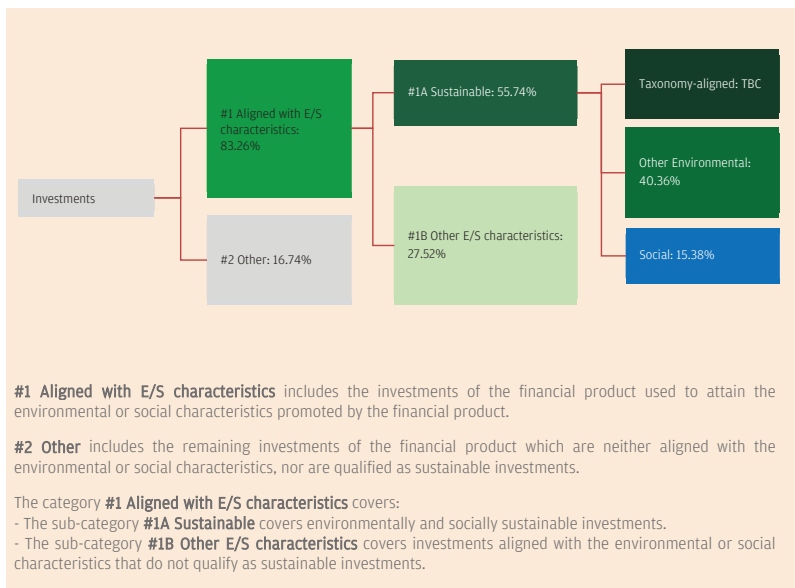 Investments
#1 Aligned with E/S
characteristics:
83.26%
#2 Other: 16.74%
#1A Sustainable: 55.74%
#1B Other E/S characteristics:
27.52%
Taxonomy-aligned: TBC
Other Environmental:
40.36%
Social: 15.38%
#1 Aligned with E/S characteristics includes the investments of the financial product used to attain the
environmental or social characteristics promoted by the financial product.
#2 Other includes the remaining investments of the financial product which are neither aligned with the
environmental or social characteristics, nor are qualified as sustainable investments.
The category #1 Aligned with E/S characteristics covers:
- The sub-category #1A Sustainable covers environmentally and socially sustainable investments.
- The sub-category #1B Other E/S characteristics covers investments aligned with the environmental or social
characteristics that do not qualify as sustainable investments.